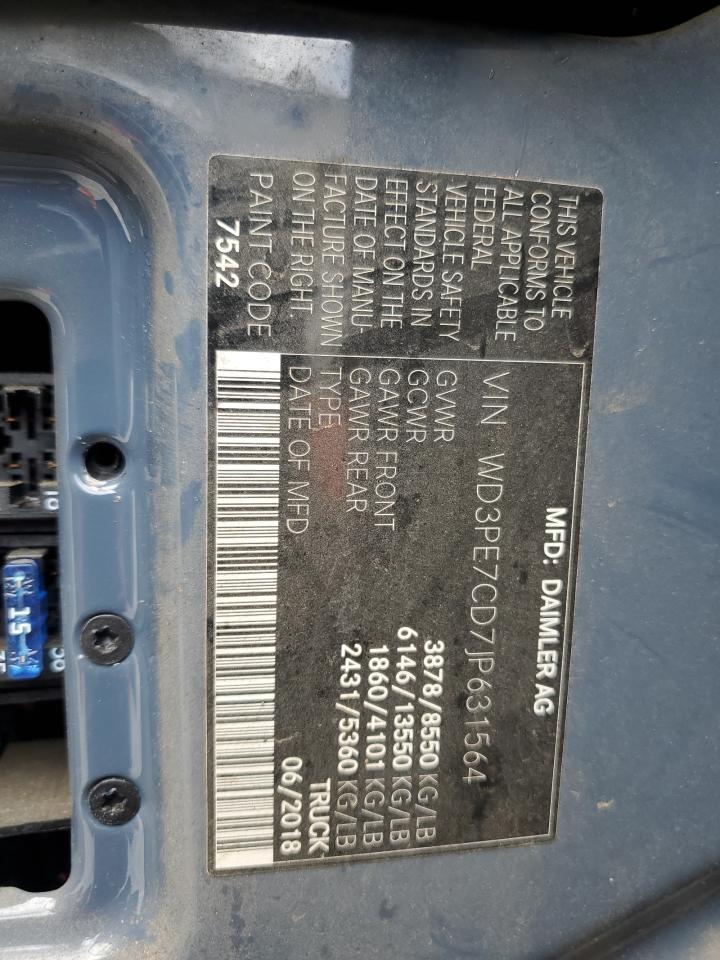 MFD: DAIMLER AG
VIN WD3PE7CD7JP631564
GVWR 3878/8550 KG/LB
GCWR 6146/13550 KG/LB
GAWR FRONT 1860/4101 KG/LB
GAWR REAR 2431/5360 KG/LB
TYPE TRUCK
DATE OF MFD 06/2018
THIS VEHICLE
CONFORMS TO
ALL APPLICABLE
FEDERAL
VEHICLE SAFETY
STANDARDS IN
EFFECT ON THE
DATE OF MANU-
FACTURE SHOWN
ON THE RIGHT
PAINT CODE
7542
15